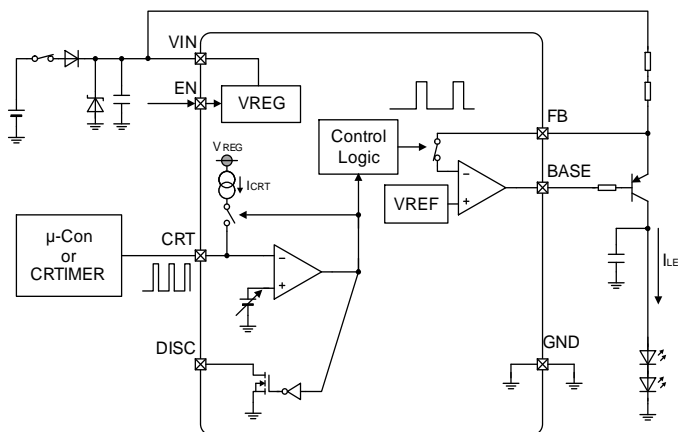 VIN
EN
VREG
VREG
ICRT
Control
Logic
FB
BASE
VREF
μ-Con
or
CRTIMER
CRT
ILE
DISC
GND
−
+
−
+